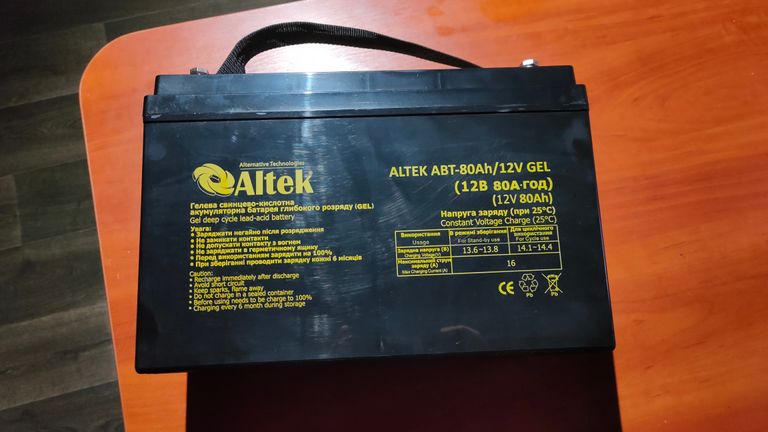 Alternative Technologies
Altek
Гелева свинцево-кислотна
акумуляторна батарея глибокого розряду (GEL)
Gel deep cycle lead-acid battery
Увага:
• Заряджати негайно після розрядження
• Не замикати контакти
• Не допускати контакту з вогнем
• Не заряджати в герметичному ящику
• Перед використанням зарядити на 100%
• При зберіганні проводити зарядку кожні 6 місяців
Caution:
• Recharge immediately after discharge
• Avoid short circuit
• Keep sparks, flame away
• Do not charge in a sealed container
• Before using needs to be charge to 100%
• Charging every 6 month during storage
ALTEK ABT-80Ah/12V GEL
(12В 80А·год)
(12V 80Ah)
Напруга заряду (при 25°C)
Constant Voltage Charge (25°C)
Використання
Usage
В режимі зберігання
For Stand-by use
Для циклічного
використання
For Cycle use
Зарядна напруга (В)
Charging Voltage(V)
13.6~13.8
14.1~14.4
Максимальний струм
заряду (А)
Max Charging Current (A)
16
CE
Pb
Pb